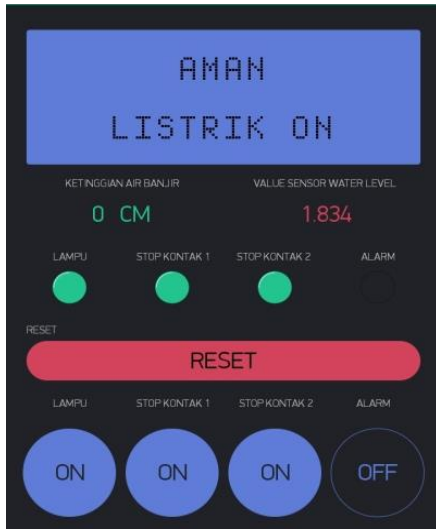 AMAN
LISTRIK ON
KETINGGIAN AIR BANJIR VALUE SENSOR WATER LEVEL
0 CM 1.834
LAMPU STOP KONTAK 1 STOP KONTAK 2 ALARM
RESET
RESET
LAMPU STOP KONTAK 1 STOP KONTAK 2 ALARM
ON ON ON OFF